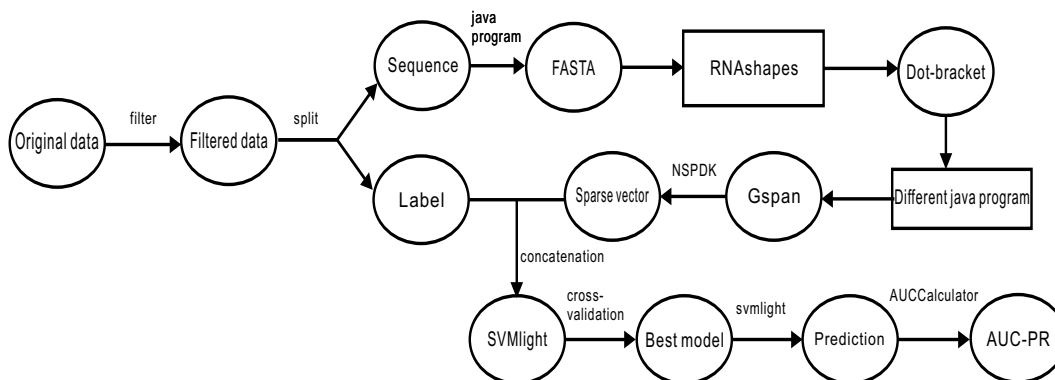 java
program
Sequence
FASTA
RNAshapes
Dot-bracket
Original data
filter
Filtered data
split
Label
Sparse vector
NSPDK
Gspan
Different java program
concatenation
SVMlight
cross-
validation
Best model
svmlight
Prediction
AUCCalculator
AUC-PR